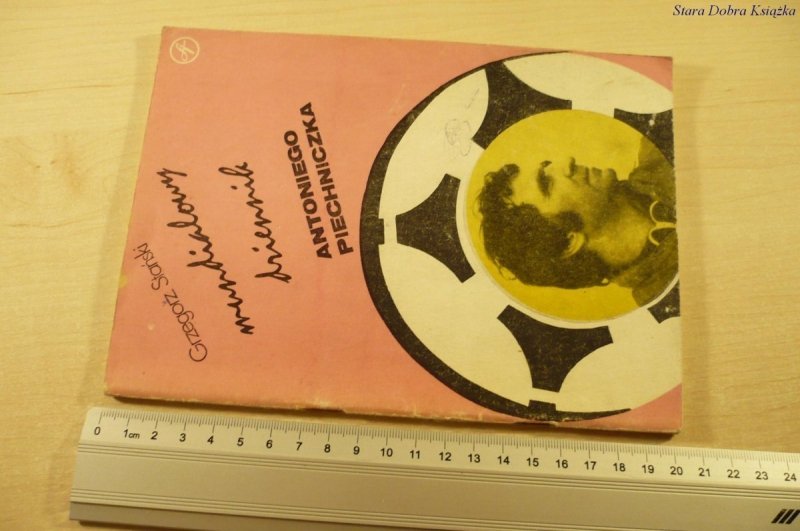 Stara Dobra Książka
Grzegorz Stański
mundialowy
dziennik
ANTONIEGO
PIECHNICZKA
0 1cm 2 3 4 5 6 7 8 9 10 11 12 13 14 15 16 17 18 19 20 21 22 23 24